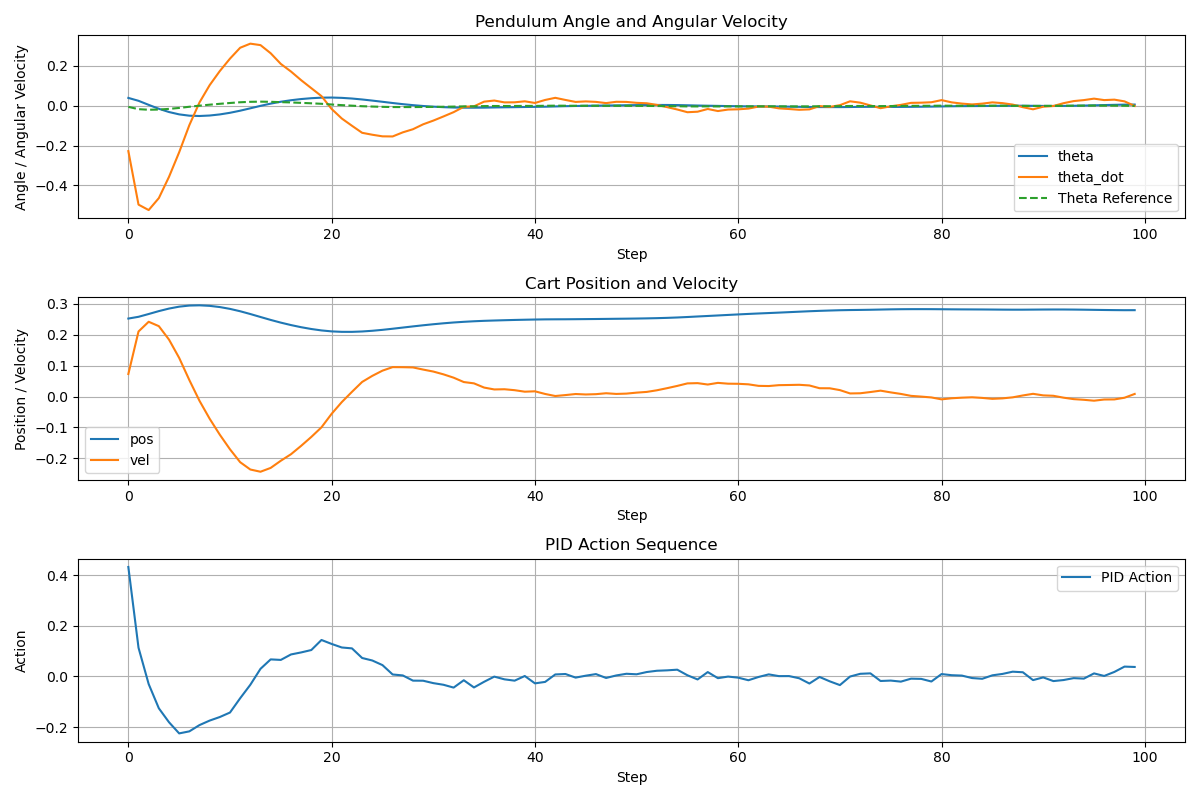 Pendulum Angle and Angular Velocity
Angle / Angular Velocity
0.2
0.0
−0.2
−0.4
theta
theta_dot
Theta Reference
0 20 40 60 80 100
Step
Cart Position and Velocity
Position / Velocity
0.3
0.2
0.1
0.0
−0.1
−0.2
pos
vel
0 20 40 60 80 100
Step
PID Action Sequence
Action
0.4
0.2
0.0
−0.2
PID Action
0 20 40 60 80 100
Step